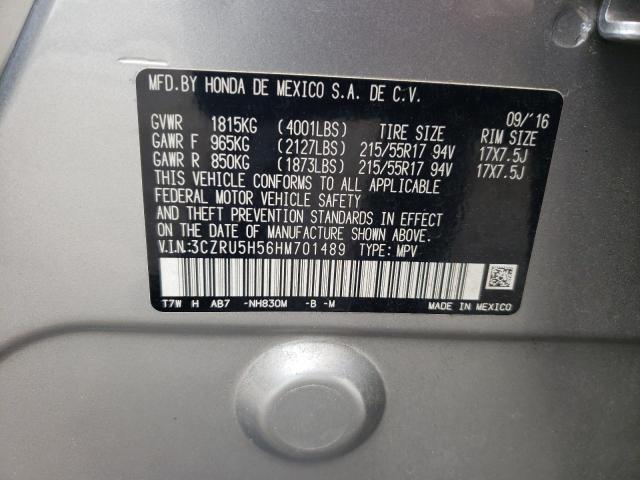 MFD.BY HONDA DE MEXICO S.A. DE C.V.
09/'16
GVWR 1815KG (4001LBS) TIRE SIZE RIM SIZE
GAWR F 965KG (2127LBS) 215/55R17 94V 17X7.5J
GAWR R 850KG (1873LBS) 215/55R17 94V 17X7.5J
THIS VEHICLE CONFORMS TO ALL APPLICABLE
FEDERAL MOTOR VEHICLE SAFETY
AND THEFT PREVENTION STANDARDS IN EFFECT
ON THE DATE OF MANUFACTURE SHOWN ABOVE.
V.I.N:3CZRU5H56HM701489 TYPE: MPV
T7W H AB7 -NH830M -B -M MADE IN MEXICO